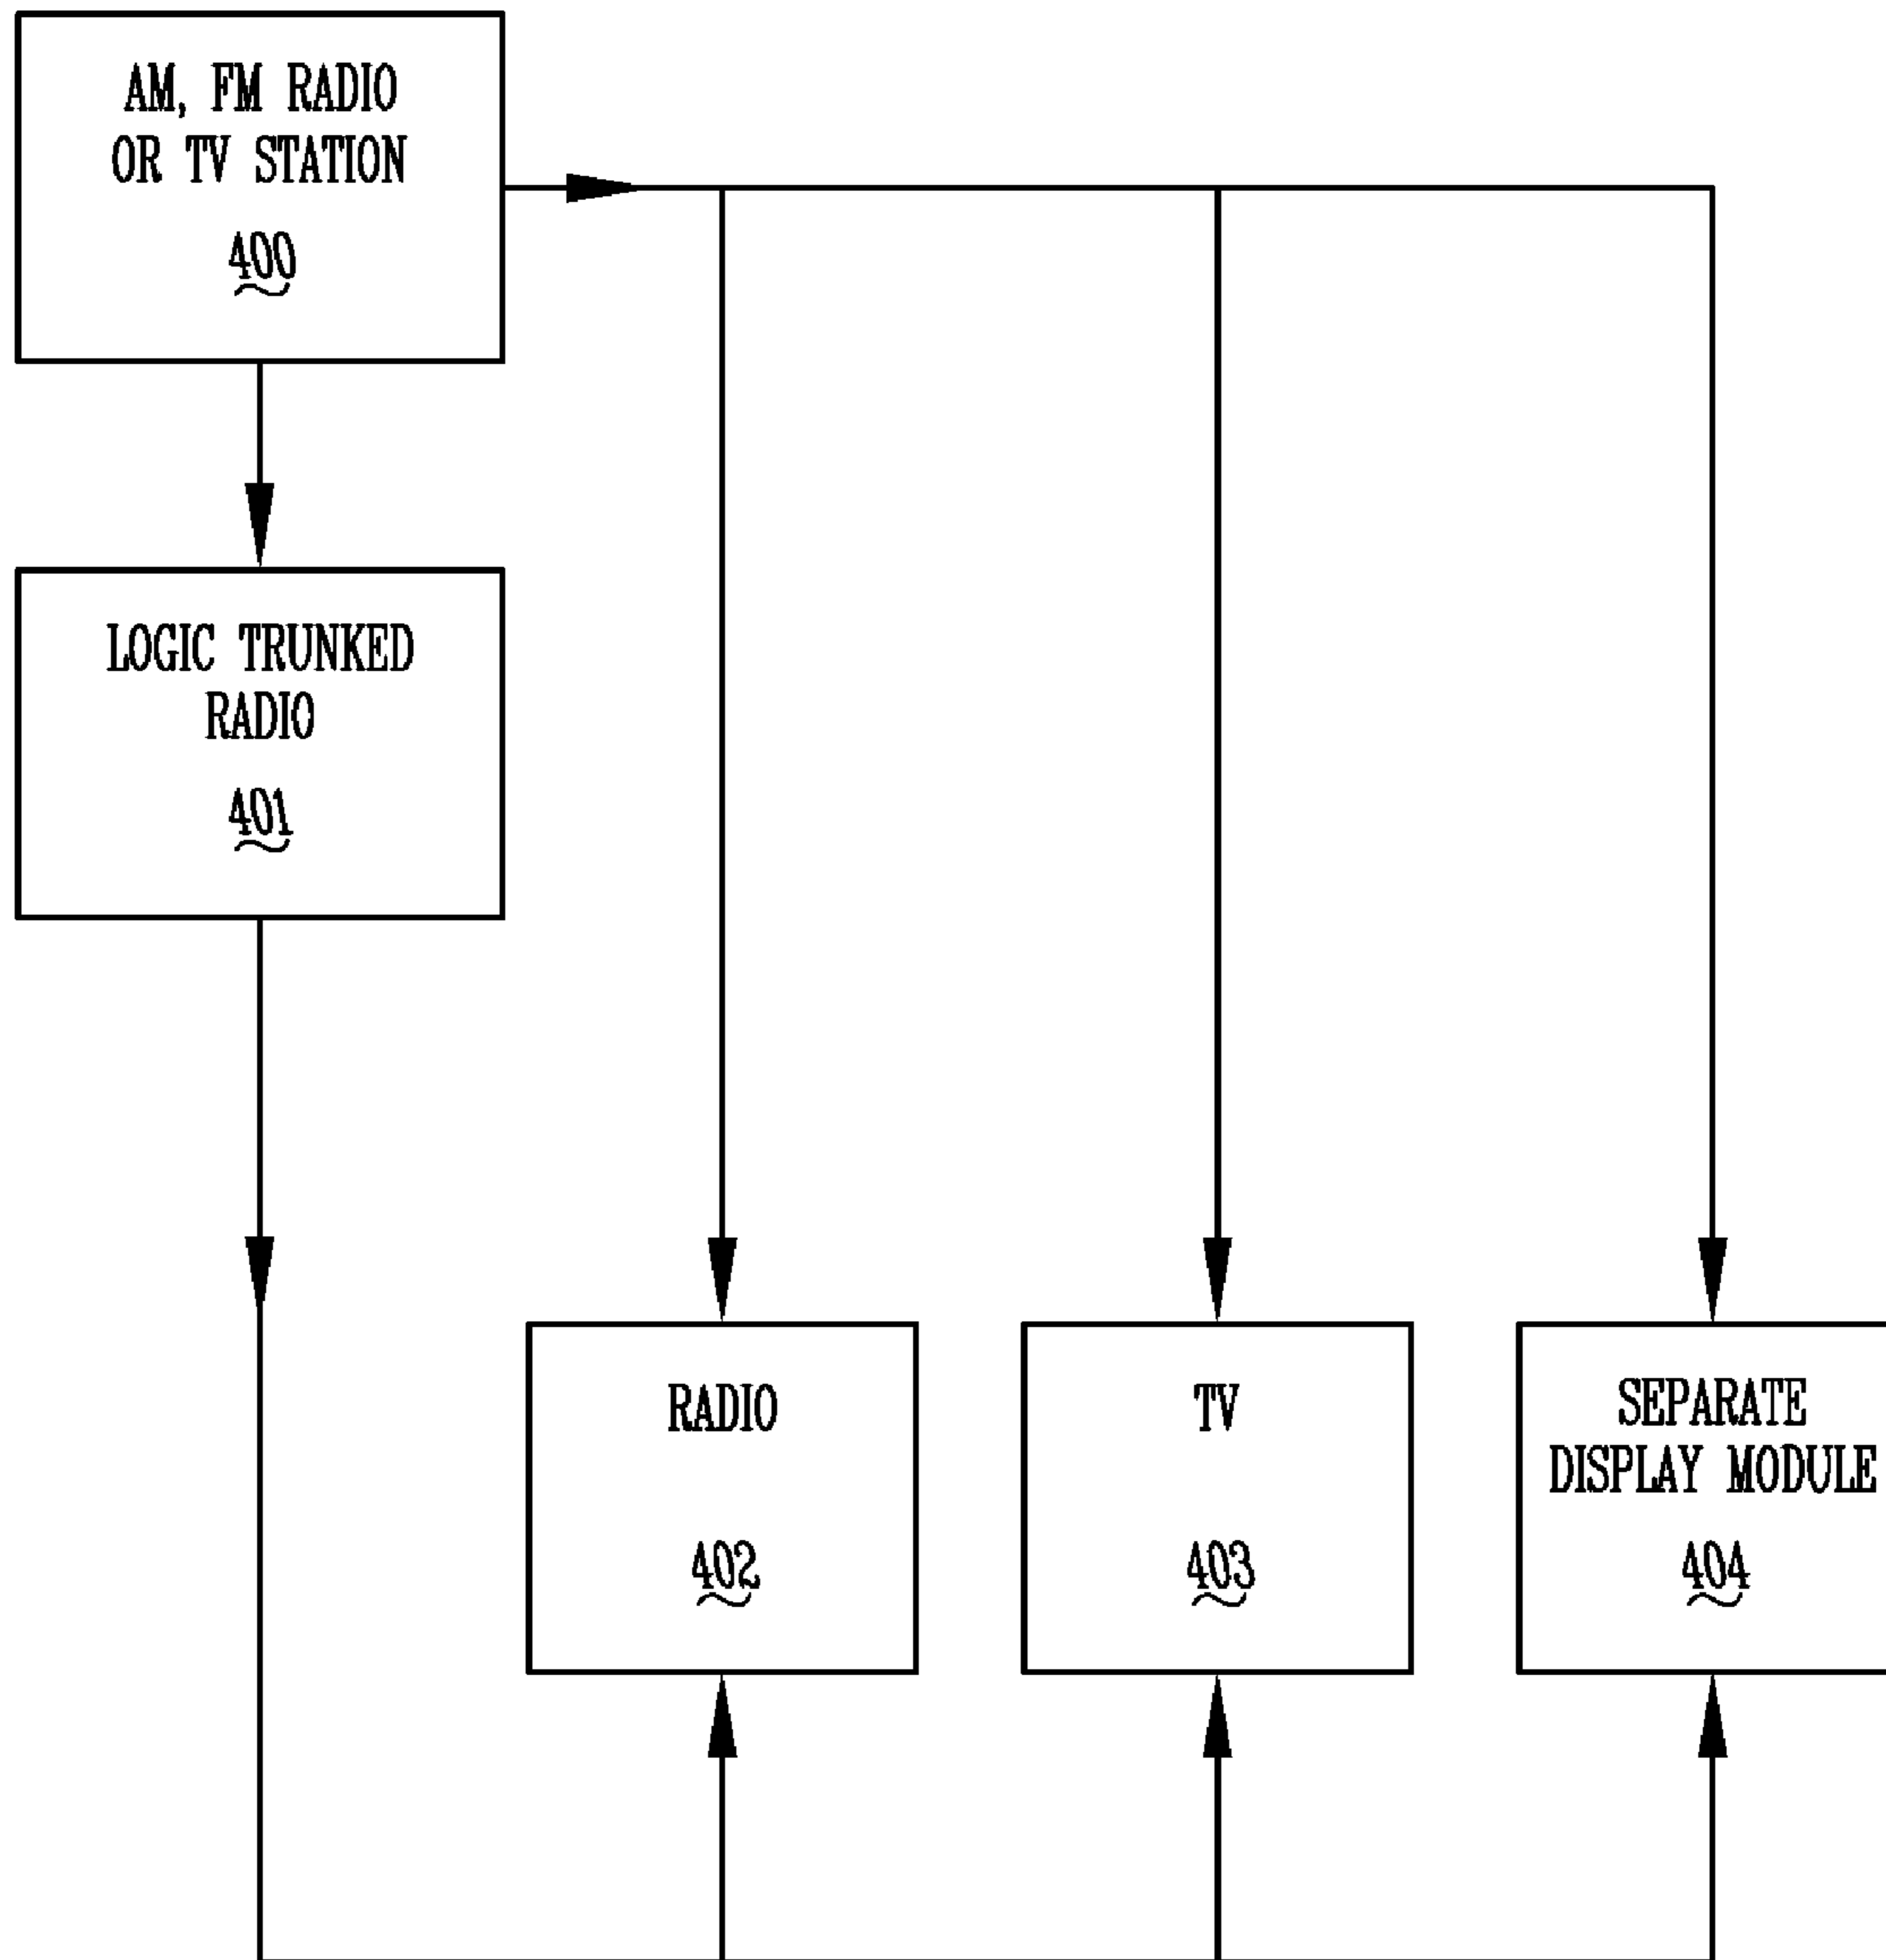 AM, FM RADIO
OR TV STATION
400
LOGIC TRUNKED
RADIO
401
RADIO
402
TV
403
SEPARATE
DISPLAY MODULE
404